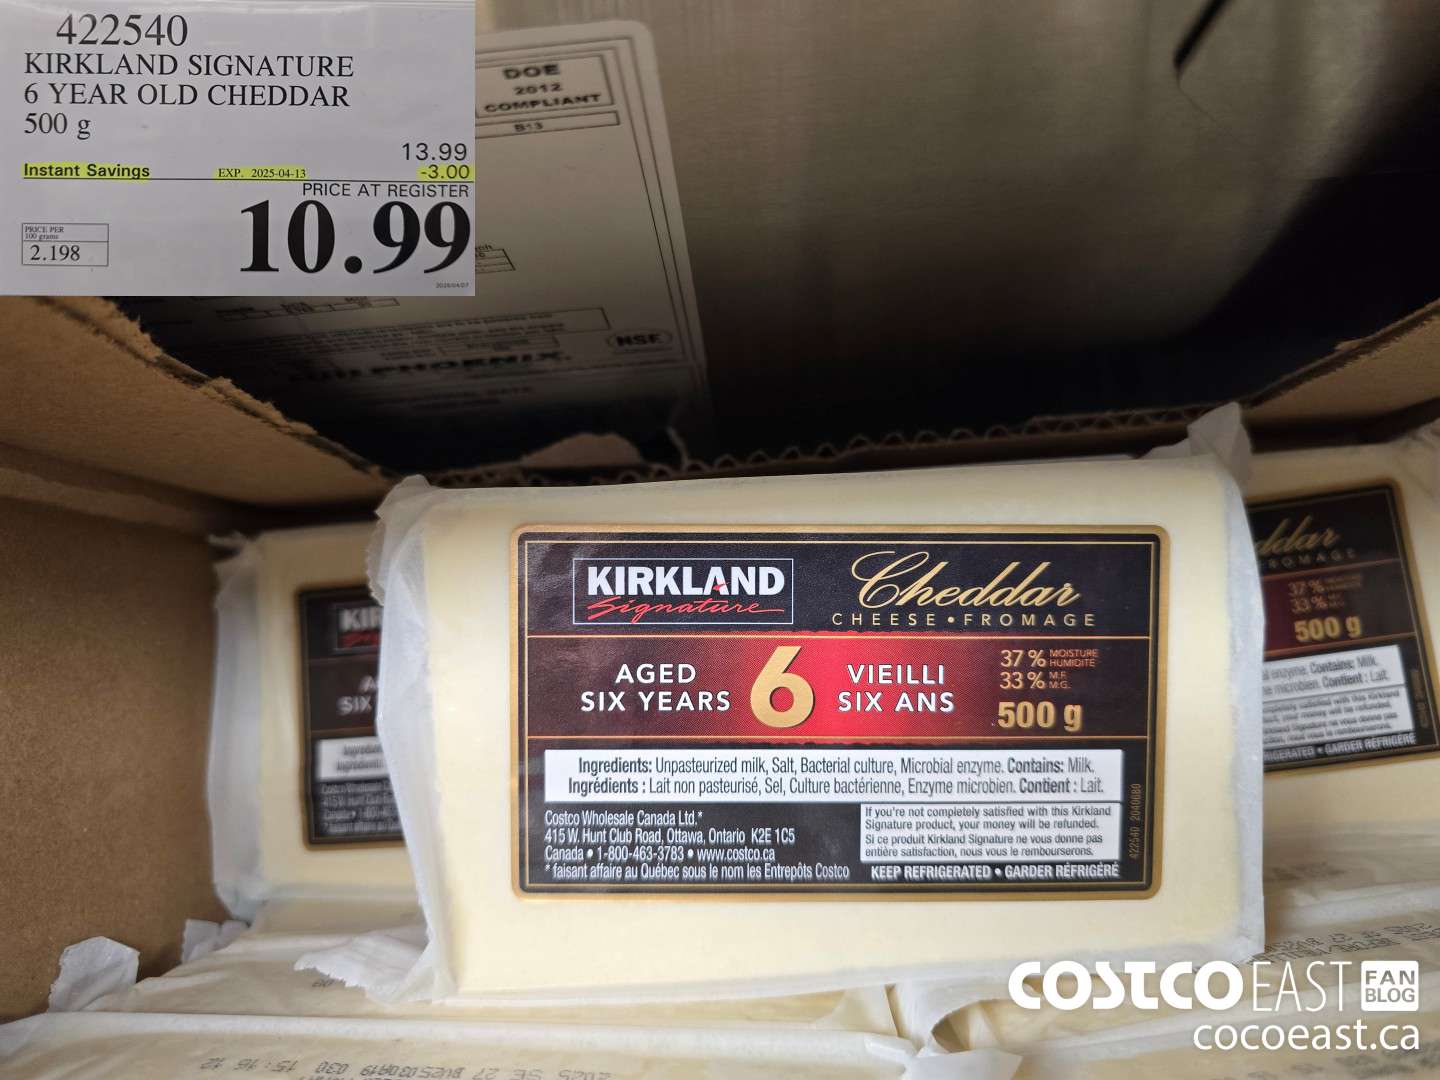 422540
KIRKLAND SIGNATURE
6 YEAR OLD CHEDDAR
500 g
13.99
Instant Savings EXP. 2025-04-13 -3.00
PRICE AT REGISTER
10.99
PRICE PER
100 grams
2.198
DOE
2012
COMPLIANT
NSF
KIRKLAND
Signature
Cheddar
CHEESE • FROMAGE
AGED
SIX YEARS
6
VIEILLI
SIX ANS
37 % MOISTURE
HUMIDITÉ
33 % M.F.
M.G.
500 g
Ingredients: Unpasteurized milk, Salt, Bacterial culture, Microbial enzyme. Contains: Milk.
Ingrédients : Lait non pasteurisé, Sel, Culture bactérienne, Enzyme microbien. Contient : Lait.
Costco Wholesale Canada Ltd.*
415 W. Hunt Club Road, Ottawa, Ontario K2E 1C5
Canada • 1-800-463-3783 • www.costco.ca
* faisant affaire au Québec sous le nom les Entrepôts Costco
If you're not completely satisfied with this Kirkland
Signature product, your money will be refunded.
Si ce produit Kirkland Signature ne vous donne pas
entière satisfaction, nous vous le rembourserons.
KEEP REFRIGERATED • GARDER RÉFRIGÉRÉ
422540 2040680
37 %
33 %
500 g
COSTCO EAST FAN
BLOG
cocoeast.ca